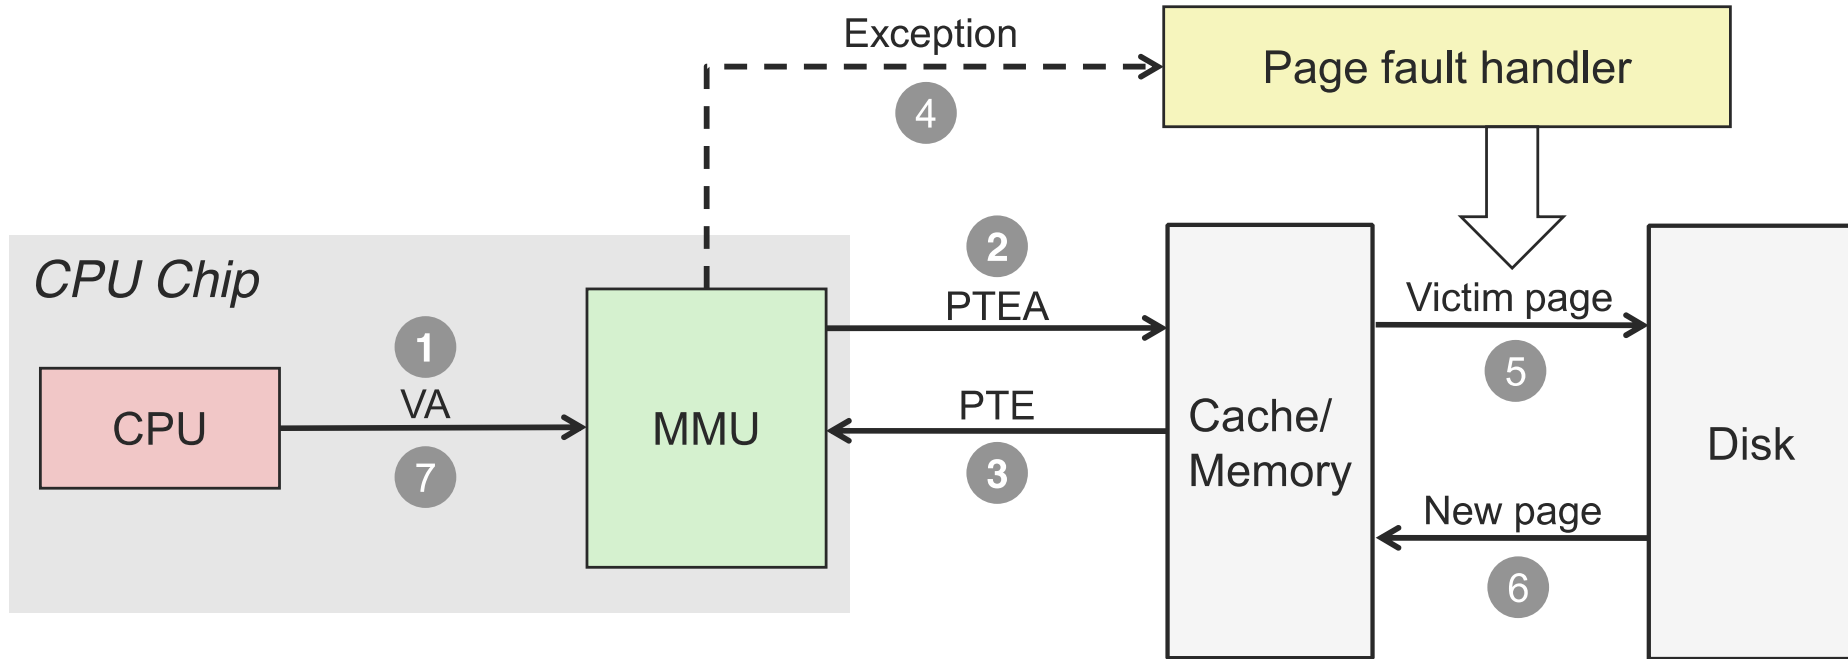 Exception
Page fault handler
4
CPU Chip
2
PTEA
Victim page
1
5
VA
CPU
MMU
PTE
Cache/
Memory
Disk
7
3
New page
6